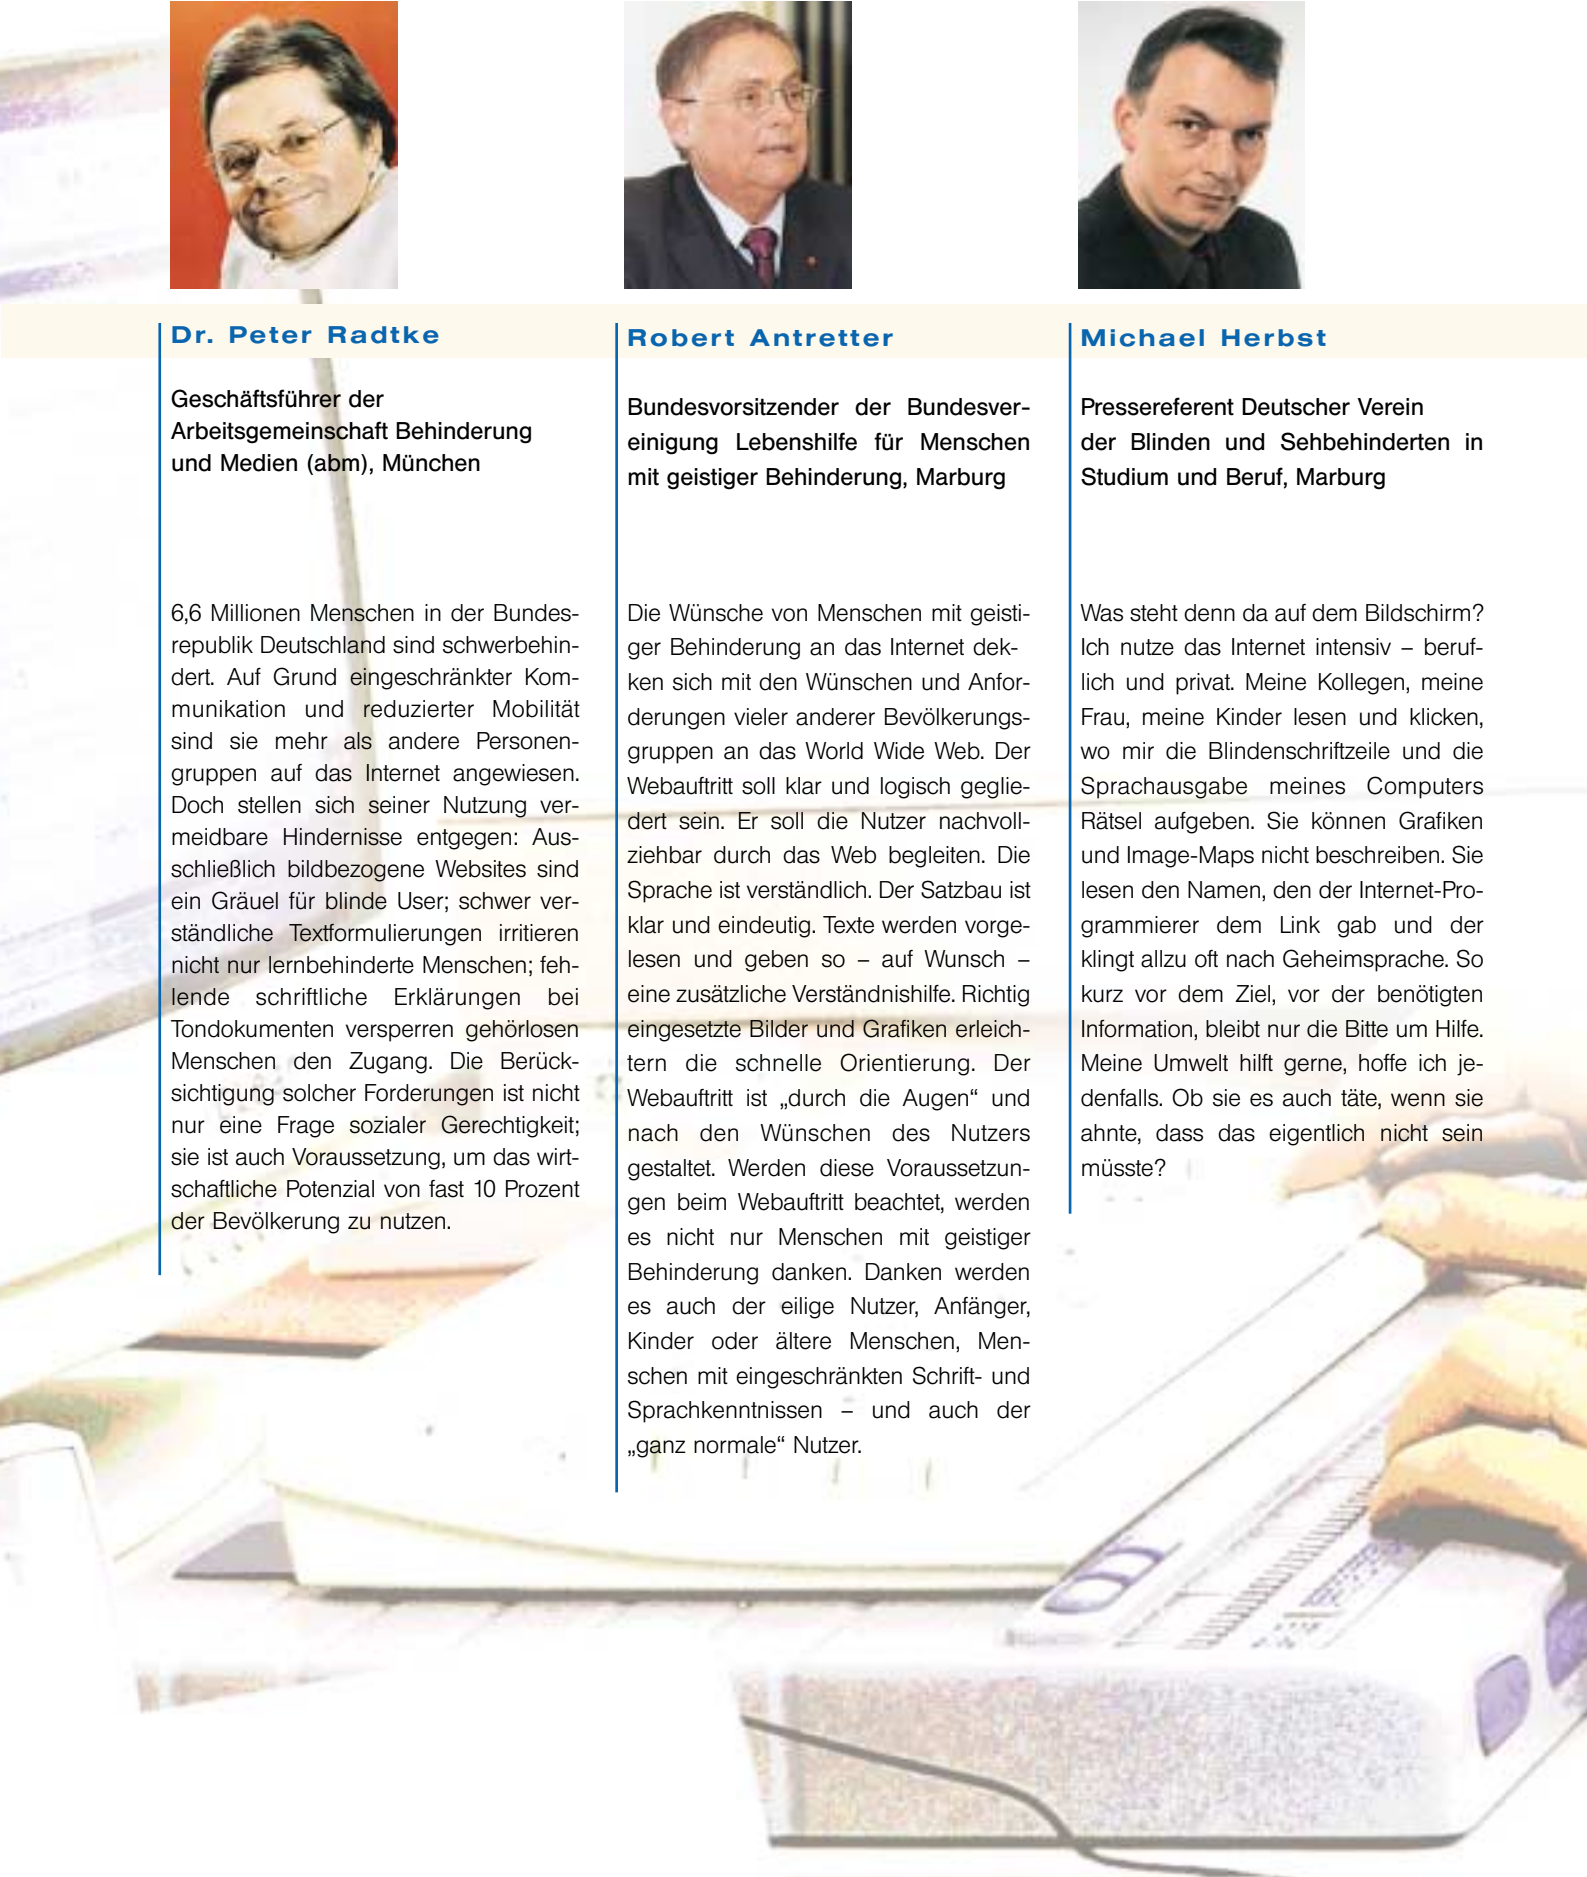 Dr. Peter Radtke
Geschäftsführer der
Arbeitsgemeinschaft Behinderung
und Medien (abm), München
6,6 Millionen Menschen in der Bundes-
republik Deutschland sind schwerbehin-
dert. Auf Grund eingeschränkter Kom-
munikation und reduzierter Mobilität
sind sie mehr als andere Personen-
gruppen auf das Internet angewiesen.
Doch stellen sich seiner Nutzung ver-
meidbare Hindernisse entgegen: Aus-
schließlich bildbezogene Websites sind
ein Gräuel für blinde User; schwer ver-
ständliche Textformulierungen irritieren
nicht nur lernbehinderte Menschen; feh-
lende schriftliche Erklärungen bei
Tondokumenten versperren gehörlosen
Menschen den Zugang. Die Berück-
sichtigung solcher Forderungen ist nicht
nur eine Frage sozialer Gerechtigkeit;
sie ist auch Voraussetzung, um das wirt-
schaftliche Potenzial von fast 10 Prozent
der Bevölkerung zu nutzen.
Robert Antretter
Bundesvorsitzender der Bundesver-
einigung Lebenshilfe für Menschen
mit geistiger Behinderung, Marburg
Die Wünsche von Menschen mit geisti-
ger Behinderung an das Internet dek-
ken sich mit den Wünschen und Anfor-
derungen vieler anderer Bevölkerungs-
gruppen an das World Wide Web. Der
Webauftritt soll klar und logisch geglie-
dert sein. Er soll die Nutzer nachvoll-
ziehbar durch das Web begleiten. Die
Sprache ist verständlich. Der Satzbau ist
klar und eindeutig. Texte werden vorge-
lesen und geben so – auf Wunsch –
eine zusätzliche Verständnishilfe. Richtig
eingesetzte Bilder und Grafiken erleich-
tern die schnelle Orientierung. Der
Webauftritt ist „durch die Augen“ und
nach den Wünschen des Nutzers
gestaltet. Werden diese Voraussetzun-
gen beim Webauftritt beachtet, werden
es nicht nur Menschen mit geistiger
Behinderung danken. Danken werden
es auch der eilige Nutzer, Anfänger,
Kinder oder ältere Menschen, Men-
schen mit eingeschränkten Schrift- und
Sprachkenntnissen – und auch der
„ganz normale“ Nutzer.
Michael Herbst
Pressereferent Deutscher Verein
der Blinden und Sehbehinderten in
Studium und Beruf, Marburg
Was steht denn da auf dem Bildschirm?
Ich nutze das Internet intensiv – beruf-
lich und privat. Meine Kollegen, meine
Frau, meine Kinder lesen und klicken,
wo mir die Blindenschriftzeile und die
Sprachausgabe meines Computers
Rätsel aufgeben. Sie können Grafiken
und Image-Maps nicht beschreiben. Sie
lesen den Namen, den der Internet-Pro-
grammierer dem Link gab und der
klingt allzu oft nach Geheimsprache. So
kurz vor dem Ziel, vor der benötigten
Information, bleibt nur die Bitte um Hilfe.
Meine Umwelt hilft gerne, hoffe ich je-
denfalls. Ob sie es auch täte, wenn sie
ahnte, dass das eigentlich nicht sein
müsste?